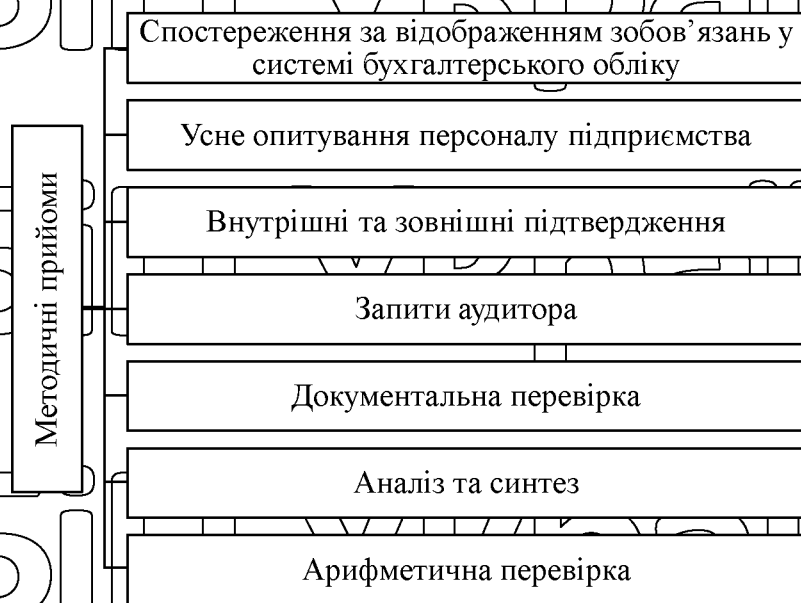 Методичні прийоми
Спостереження за відображенням зобов’язань у
системі бухгалтерського обліку
Усне опитування персоналу підприємства
Внутрішні та зовнішні підтвердження
Запити аудитора
Документальна перевірка
Аналіз та синтез
Арифметична перевірка